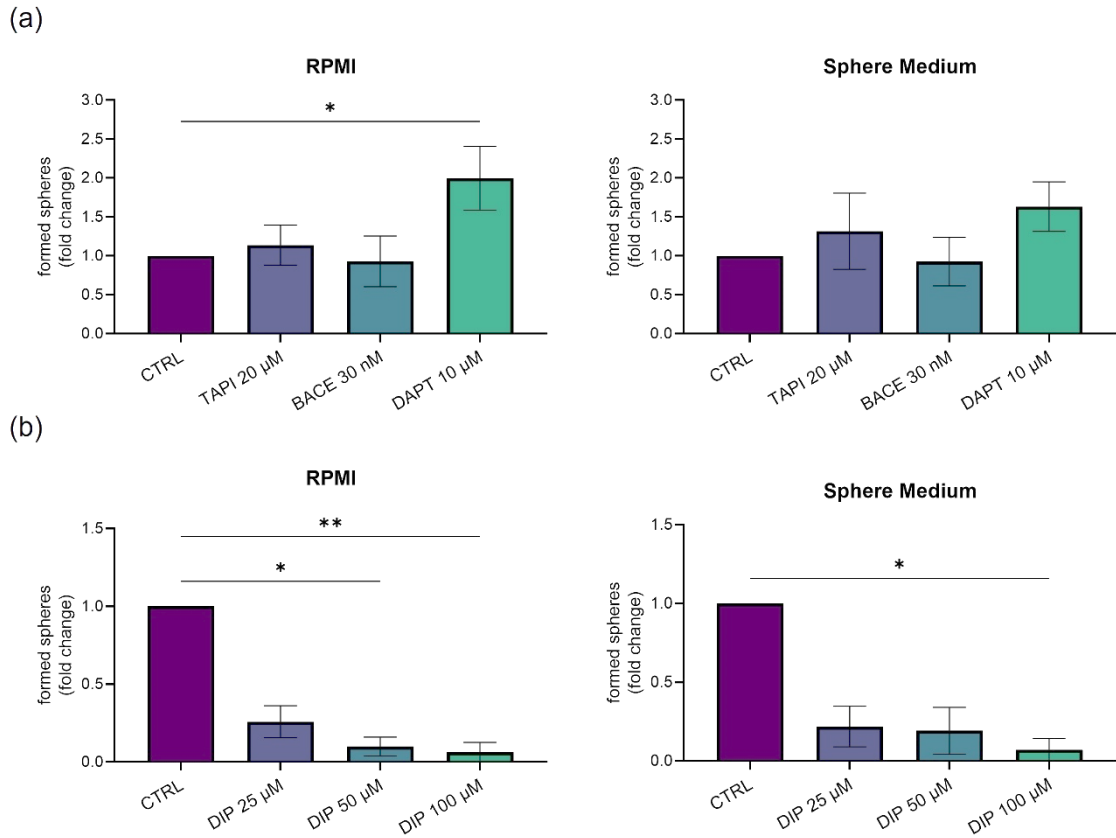 (a)
RPMI
formed spheres
(fold change)
3.0
2.5
2.0
1.5
1.0
0.5
0.0
*
CTRL
TAPI 20 µM
BACE 30 nM
DAPT 10 µM
Sphere Medium
formed spheres
(fold change)
3.0
2.5
2.0
1.5
1.0
0.5
0.0
CTRL
TAPI 20 µM
BACE 30 nM
DAPT 10 µM
(b)
RPMI
formed spheres
(fold change)
1.5
1.0
0.5
0.0
**
*
CTRL
DIP 25 µM
DIP 50 µM
DIP 100 µM
Sphere Medium
formed spheres
(fold change)
1.5
1.0
0.5
0.0
*
CTRL
DIP 25 µM
DIP 50 µM
DIP 100 µM